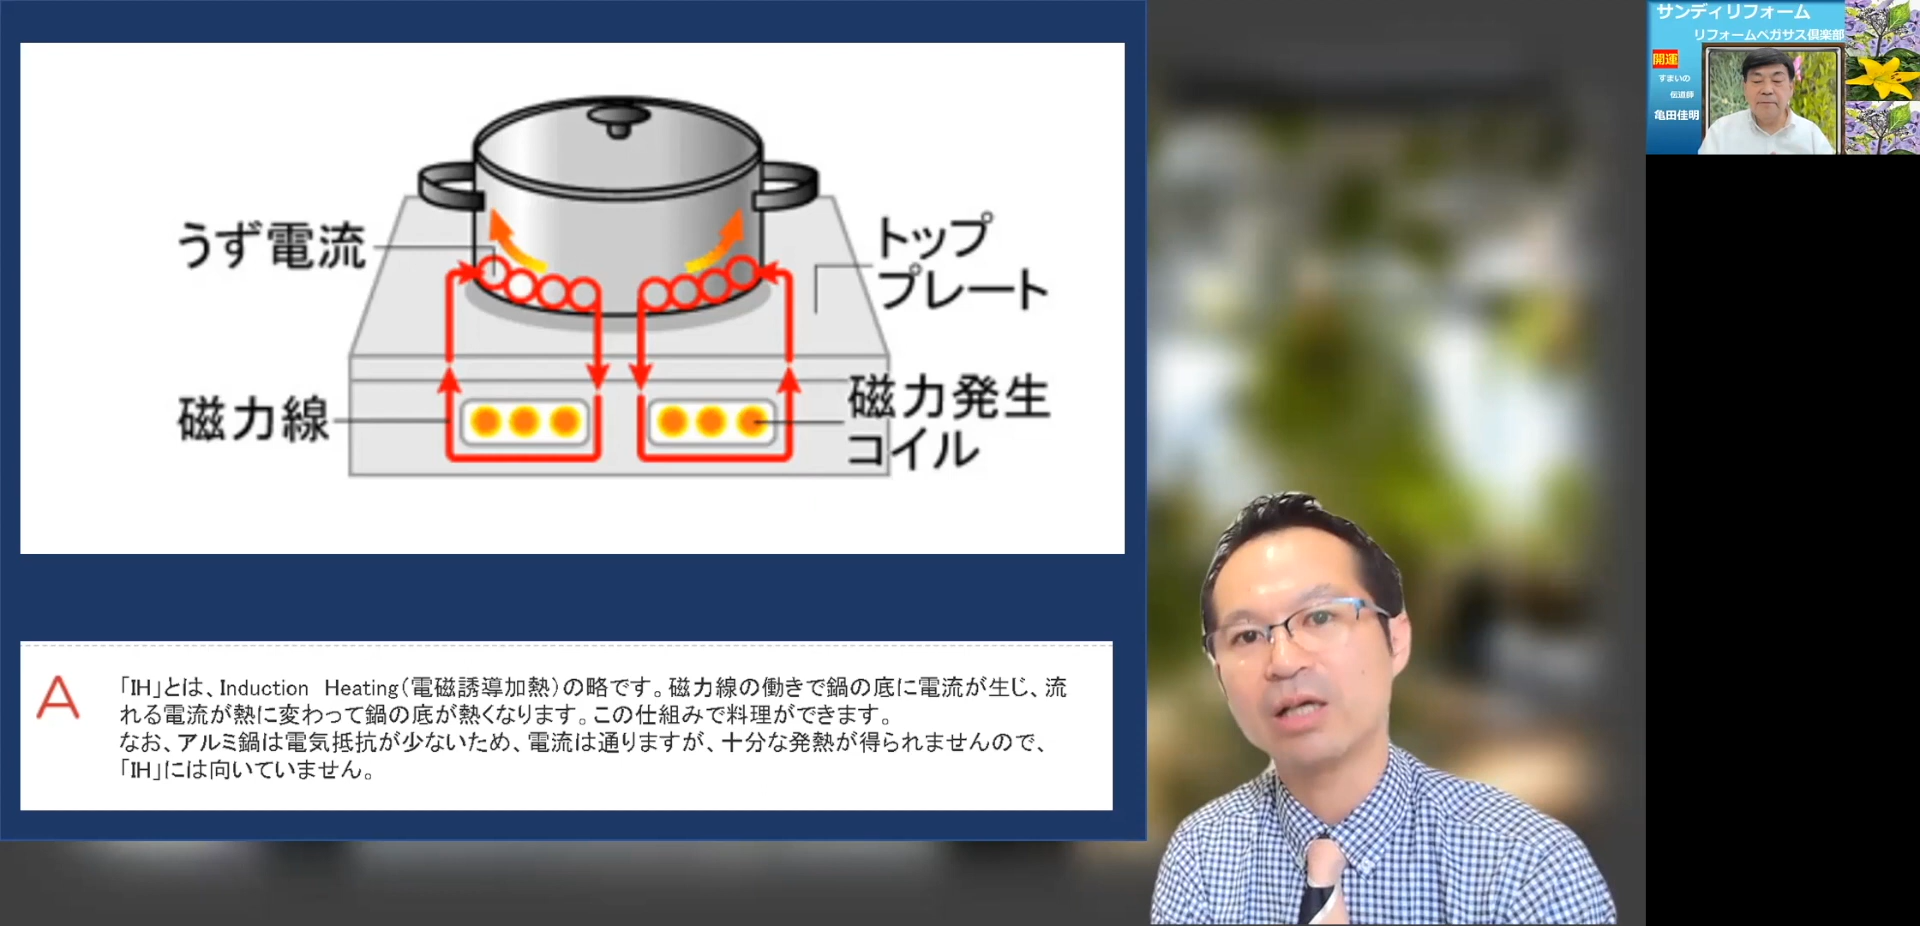 うず電流
トップ
プレート
磁力線
磁力発生
コイル
A
「IH」とは、Induction Heating(電磁誘導加熱)の略です。磁力線の働きで鍋の底に電流が生じ、流
れる電流が熱に変わって鍋の底が熱くなります。この仕組みで料理ができます。
なお、アルミ鍋は電気抵抗が少ないため、電流は通りますが、十分な発熱が得られませんので、
「IH」には向いていません。
サンディリフォーム
リフォームペガサス倶楽部
開運
すまいの
伝道師
亀田佳明